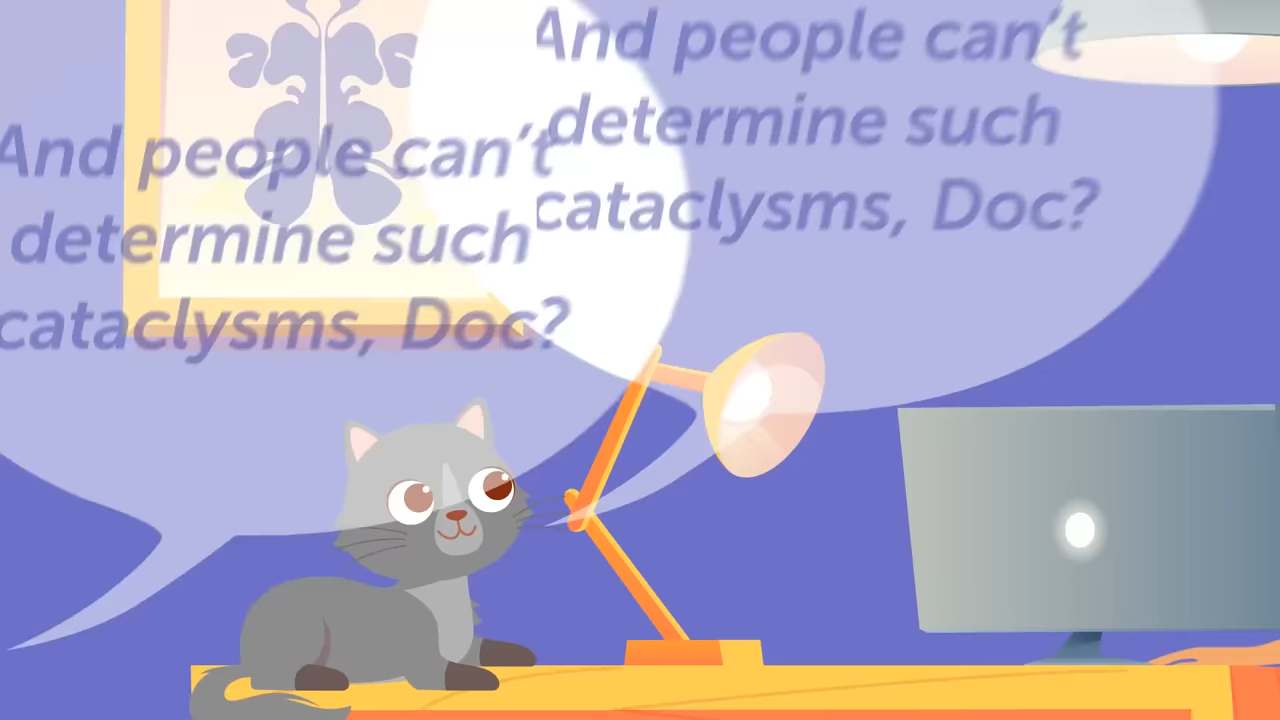 And people can't
determine such
cataclysms, Doc?
And people can't
determine such
cataclysms, Doc?